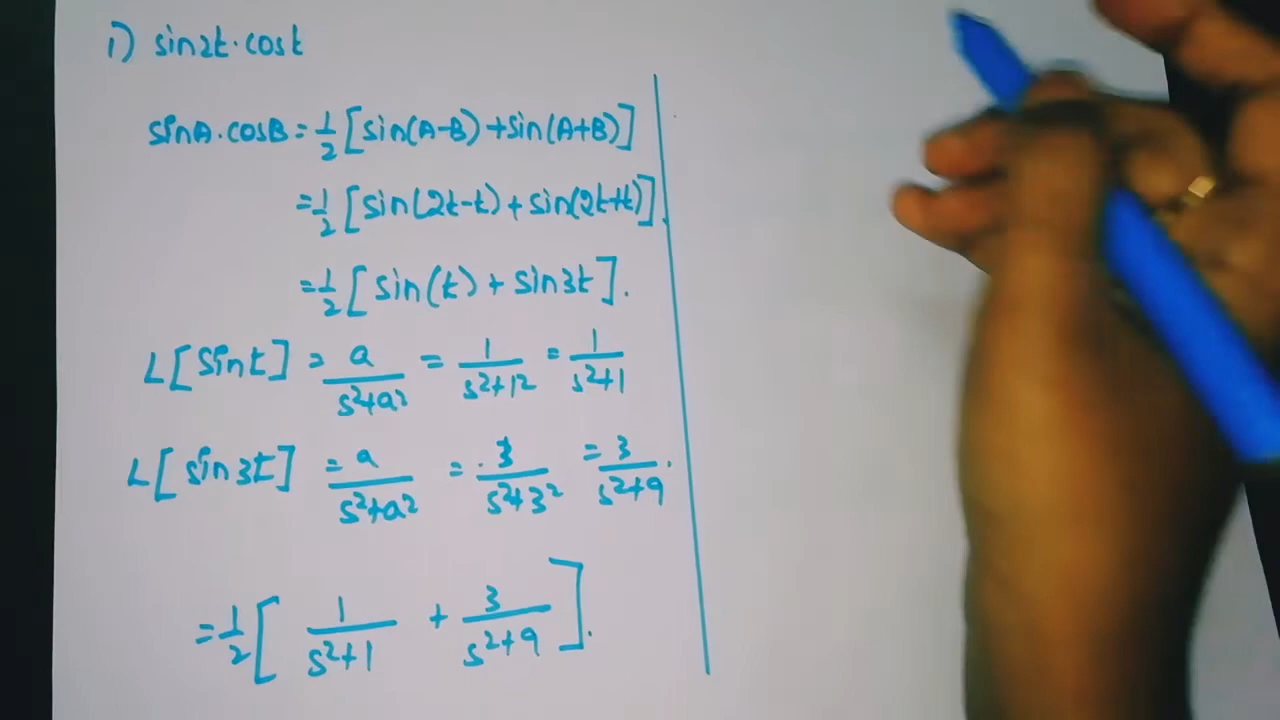 i) sin2t·cost
sinA·cosB=1/2[sin(A-B)+sin(A+B)]
=1/2[sin(2t-t)+sin(2t+t)].
=1/2[sin(t)+sin3t].
L[sint] = a/s²+a² = 1/s²+1² = 1/s²+1
L[sin3t] = a/s²+a² = 3/s²+3² = 3/s²+9.
=1/2[1/s²+1 + 3/s²+9].